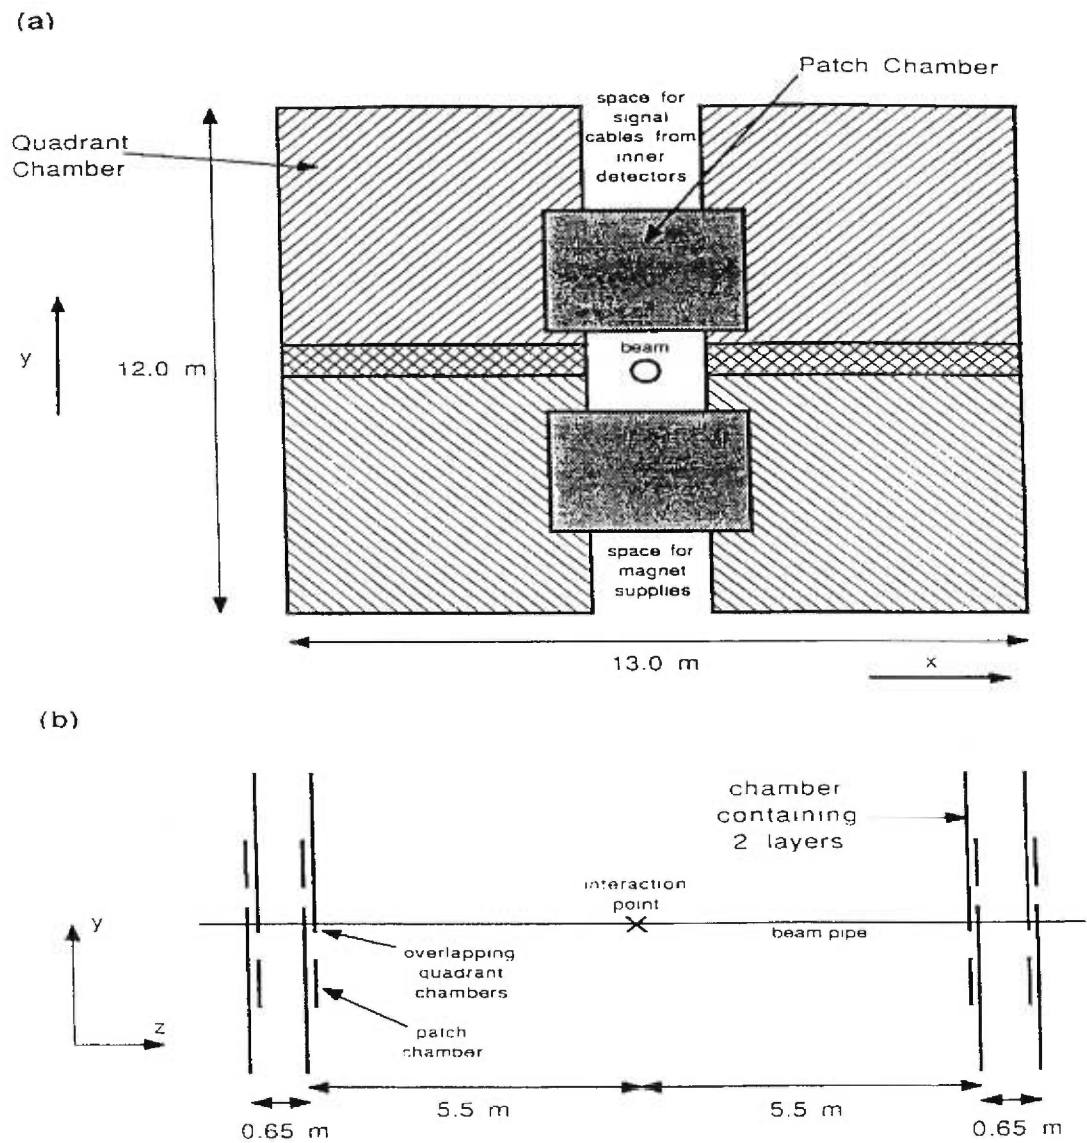 (a)
Patch Chamber
space for
signal
cables from
inner
detectors
Quadrant
Chamber
y
12.0 m
beam
space for
magnet
supplies
13.0 m
x
(b)
chamber
containing
2 layers
interaction
point
beam pipe
y
overlapping
quadrant
chambers
z
patch
chamber
5.5 m
5.5 m
0.65 m
0.65 m